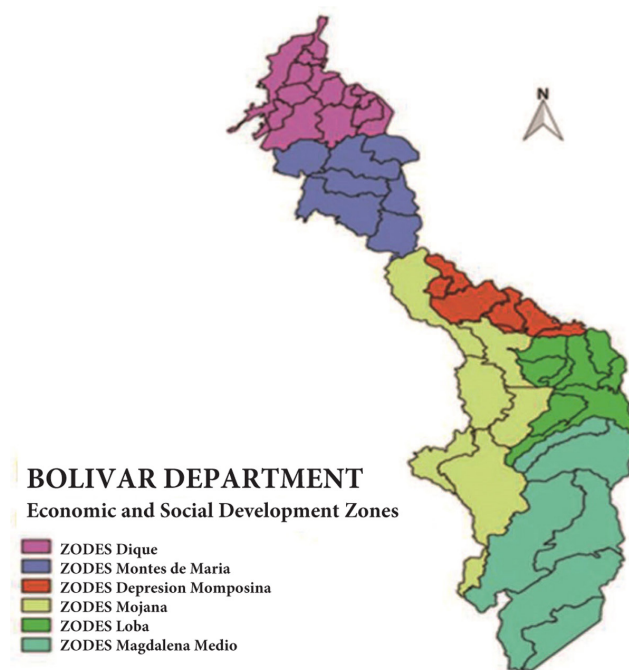 N
BOLIVAR DEPARTMENT
Economic and Social Development Zones
ZODES Dique
ZODES Montes de Maria
ZODES Depresion Momposina
ZODES Mojana
ZODES Loba
ZODES Magdalena Medio